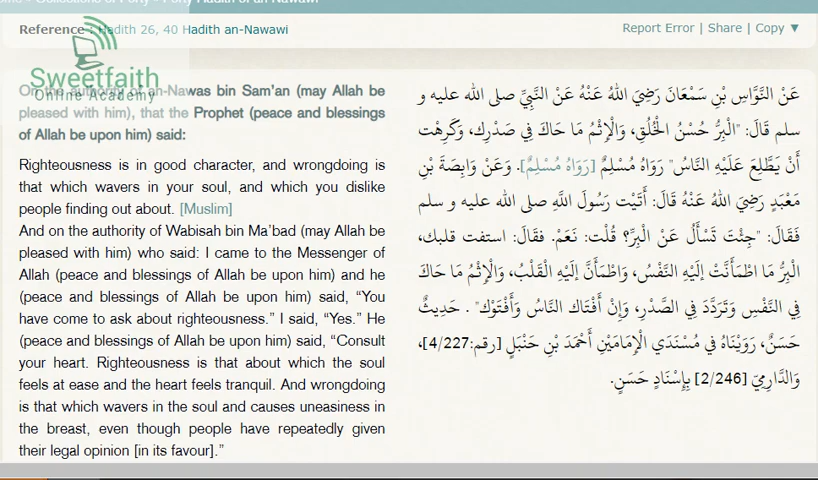 Reference : Hadith 26, 40 Hadith an-Nawawi
Report Error | Share | Copy ▼
Sweetfaith
Online Academy
On the authority of an-Nawas bin Sam’an (may Allah be
pleased with him), that the Prophet (peace and blessings
of Allah be upon him) said:
Righteousness is in good character, and wrongdoing is
that which wavers in your soul, and which you dislike
people finding out about. [Muslim]
And on the authority of Wabisah bin Ma’bad (may Allah be
pleased with him) who said: I came to the Messenger of
Allah (peace and blessings of Allah be upon him) and he
(peace and blessings of Allah be upon him) said, “You
have come to ask about righteousness.” I said, “Yes.” He
(peace and blessings of Allah be upon him) said, “Consult
your heart. Righteousness is that about which the soul
feels at ease and the heart feels tranquil. And wrongdoing
is that which wavers in the soul and causes uneasiness in
the breast, even though people have repeatedly given
their legal opinion [in its favour].”
عَنْ النَّوَّاسِ بْنِ سَمْعَانَ رَضِيَ اللهُ عَنْهُ عَنْ النَّبِيِّ صلى الله عليه و
سلم قَالَ: "الْبِرُّ حُسْنُ الْخُلُقِ، وَالْإِثْمُ مَا حَاكَ فِي صَدْرِك، وَكَرِهْت
أَنْ يَطَّلِعَ عَلَيْهِ النَّاسُ" رَوَاهُ مُسْلِمٌ [رَوَاهُ مُسْلِمٌ]. وَعَنْ وَابِصَةَ بْنِ
مَعْبَدٍ رَضِيَ اللهُ عَنْهُ قَالَ: أَتَيْت رَسُولَ اللَّهِ صلى الله عليه و سلم
فَقَالَ: "جِئْتَ تَسْأَلُ عَنْ الْبِرِّ؟ قُلْت: نَعَمْ. فقَالَ: استفت قلبك،
الْبِرُّ مَا اطْمَأَنَّتْ إلَيْهِ النَّفْسُ، وَاطْمَأَنَّ إلَيْهِ الْقَلْبُ، وَالْإِثْمُ مَا حَاكَ
فِي النَّفْسِ وَتَرَدَّدَ فِي الصَّدْرِ، وَإِنْ أَفْتَاك النَّاسُ وَأَفْتَوْك" . حَدِيثٌ
حَسَنٌ، رَوَيْنَاهُ في مُسْنَدَي الْإِمَامَيْنِ أَحْمَدَ بْنِ حَنْبَلٍ [رقم:4/227]،
وَالدَّارِمِيّ [2/246] بِإِسْنَادٍ حَسَنٍ.